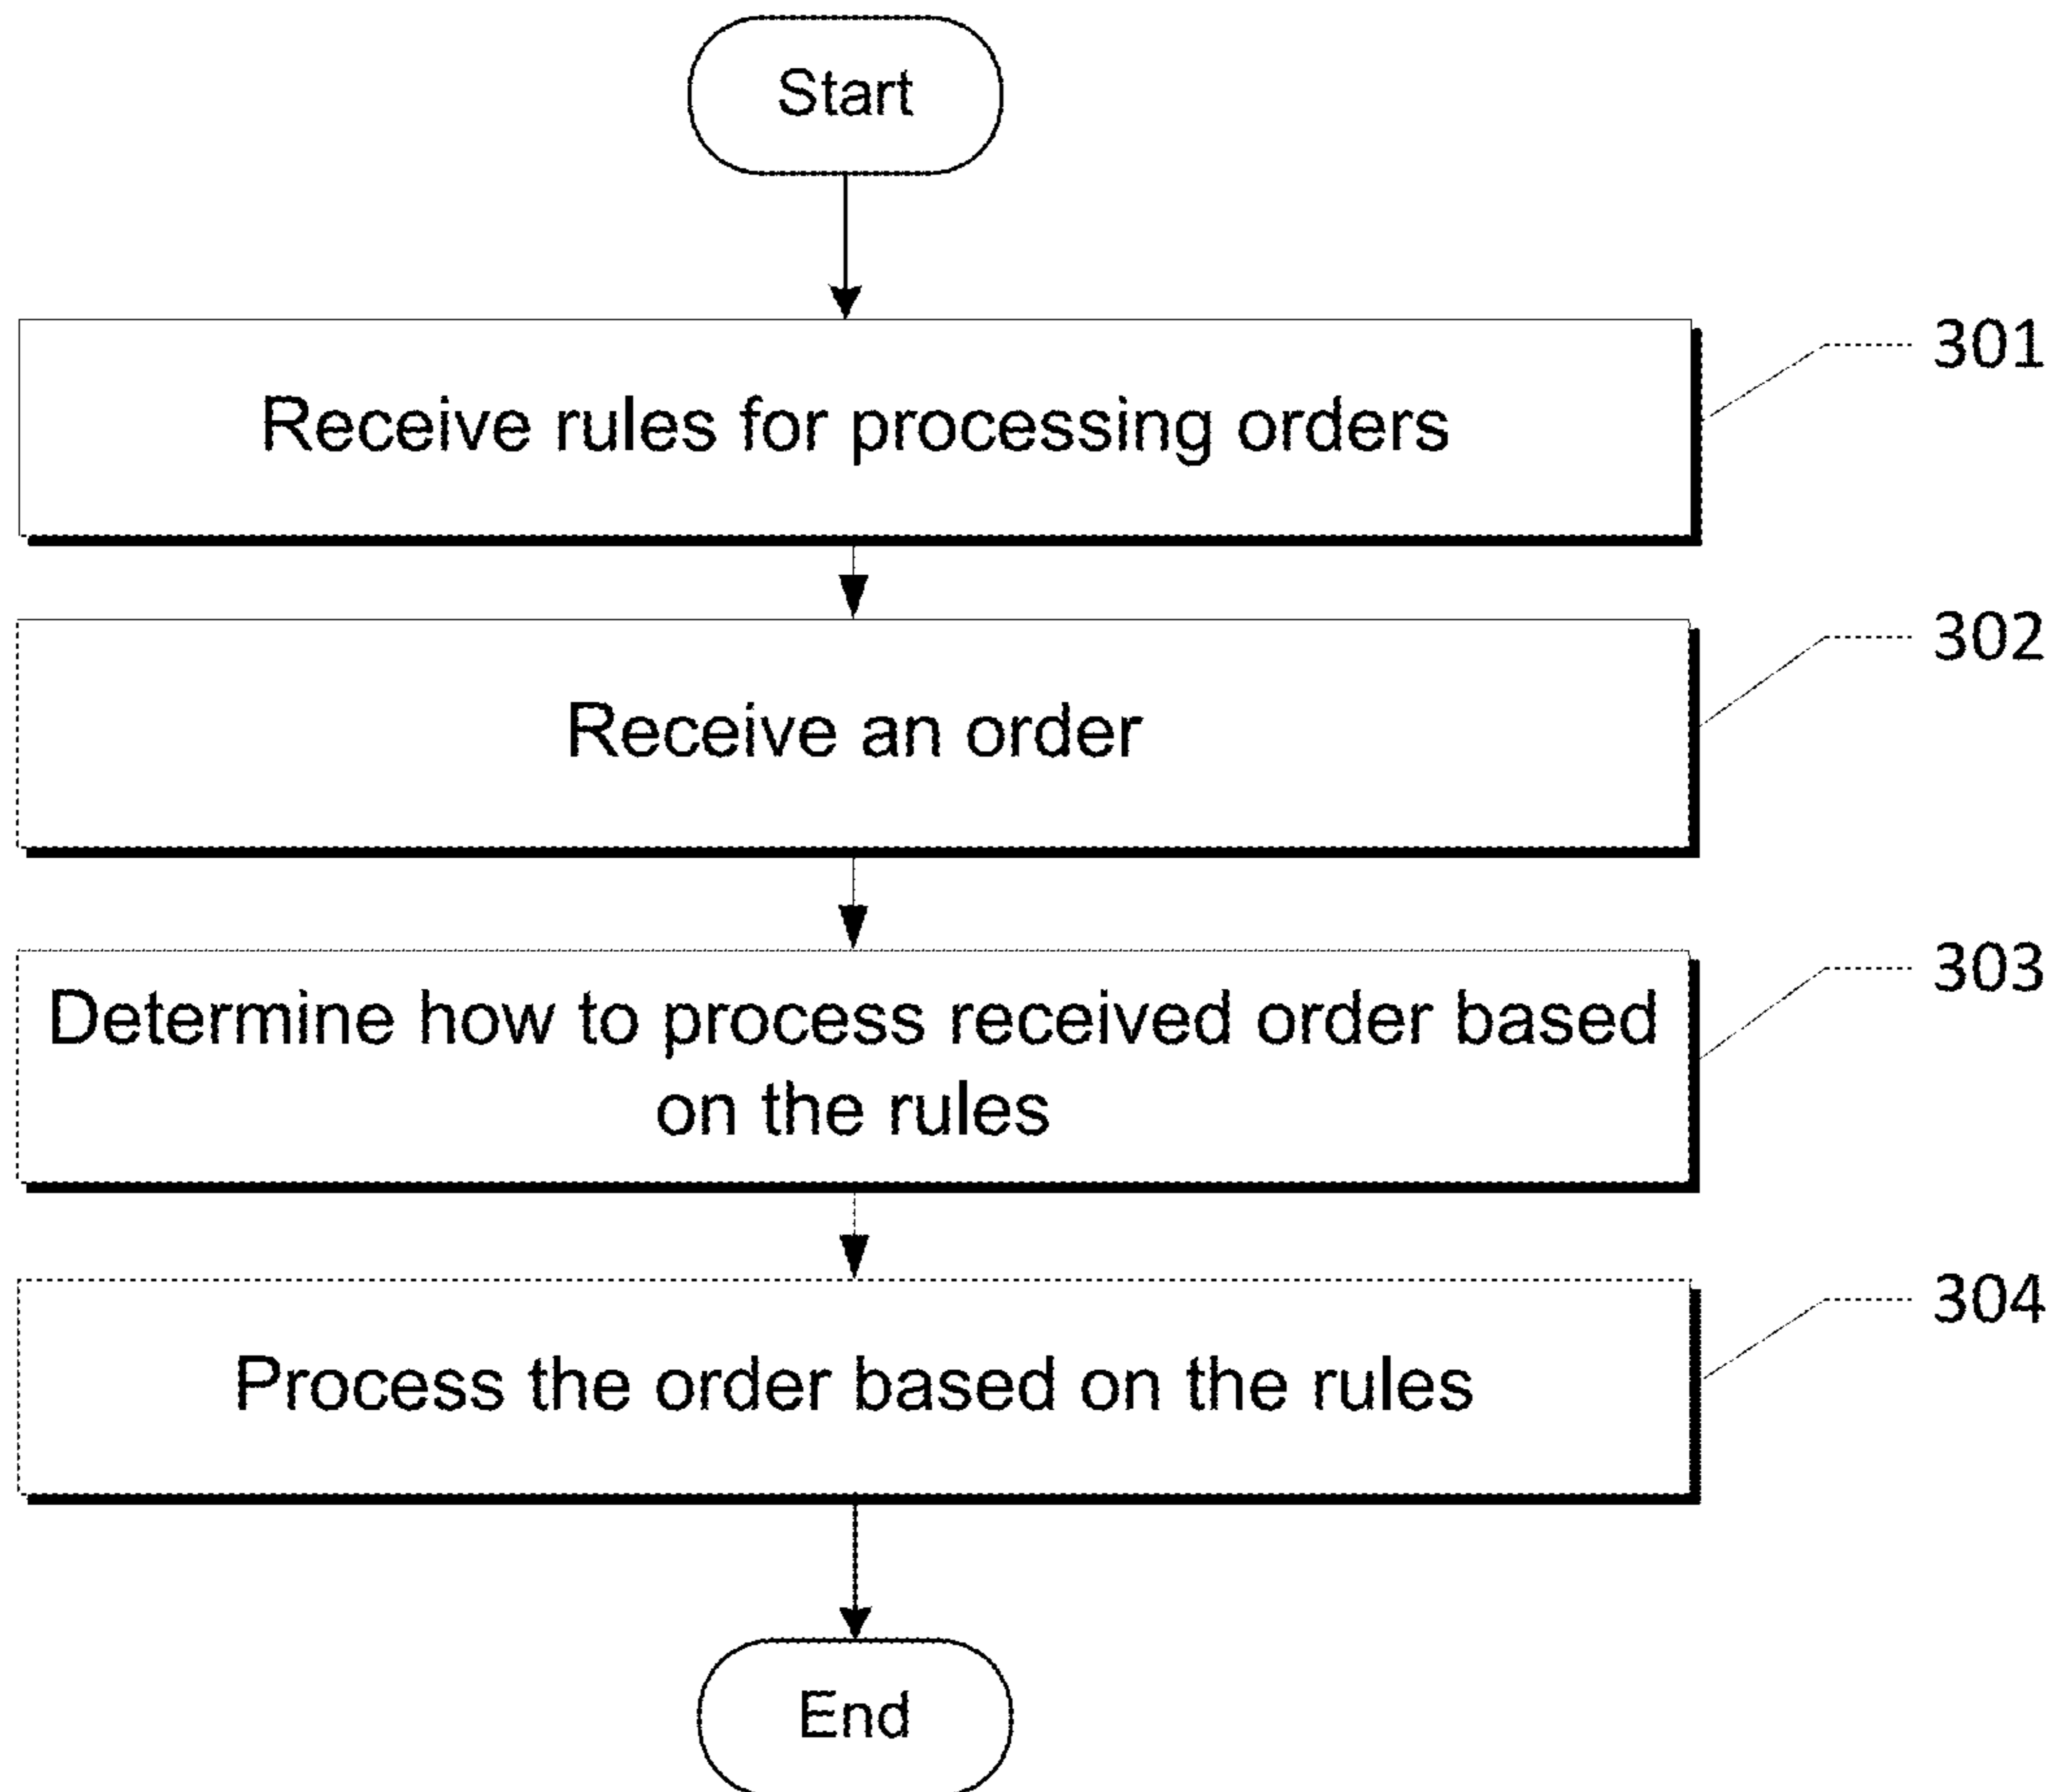 Start
Receive rules for processing orders
301
Receive an order
302
Determine how to process received order based
on the rules
303
Process the order based on the rules
304
End